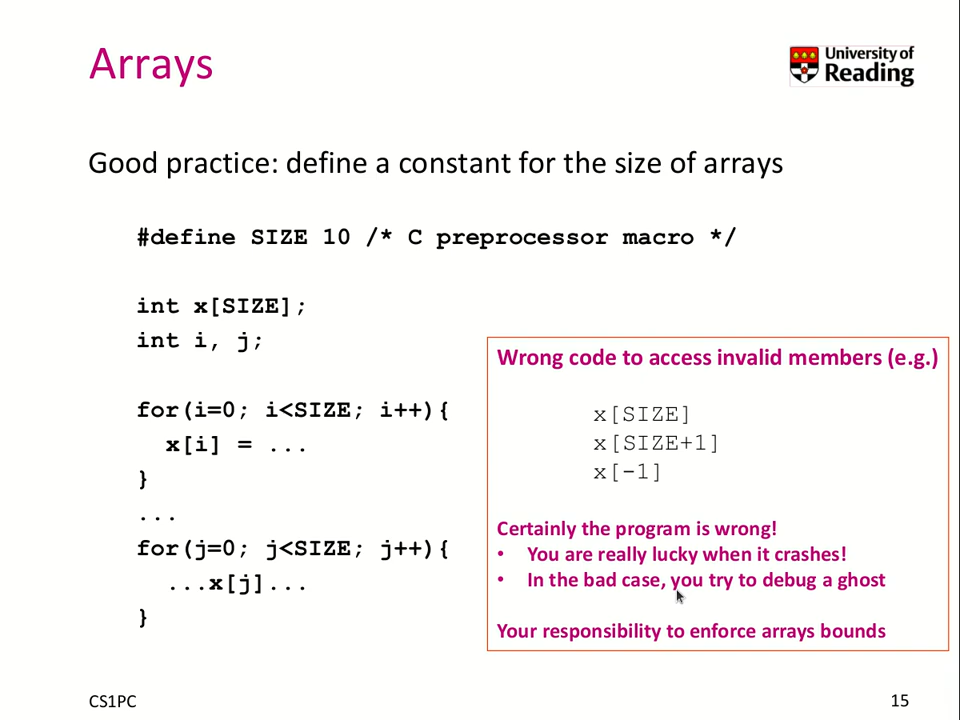 Arrays
University of
Reading
Good practice: define a constant for the size of arrays
#define SIZE 10 /* C preprocessor macro */
int x[SIZE];
int i, j;
for(i=0; i<SIZE; i++){
x[i] = ...
}
...
for(j=0; j<SIZE; j++){
...x[j]...
}
Wrong code to access invalid members (e.g.)
x[SIZE]
x[SIZE+1]
x[-1]
Certainly the program is wrong!
• You are really lucky when it crashes!
• In the bad case, you try to debug a ghost
Your responsibility to enforce arrays bounds
CS1PC
15